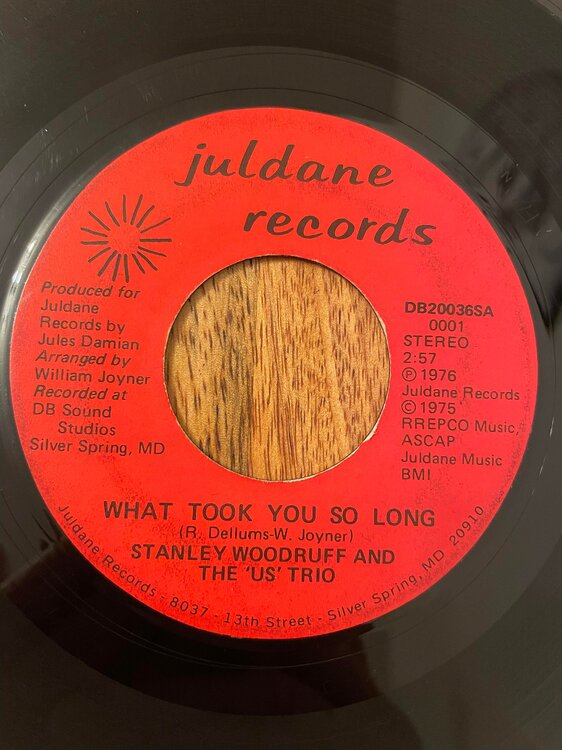 juldane
records
Produced for
Juldane
Records by
Jules Damian
Arranged by
William Joyner
Recorded at
DB Sound
Studios
Silver Spring, MD
DB20036SA
0001
STEREO
2:57
Ⓟ 1976
Juldane Records
© 1975
RREPCO Music,
ASCAP
Juldane Music
BMI
WHAT TOOK YOU SO LONG
(R. Dellums-W. Joyner)
STANLEY WOODRUFF AND
THE 'US' TRIO
Juldane Records - 8037 - 13th Street - Silver Spring, MD 20910